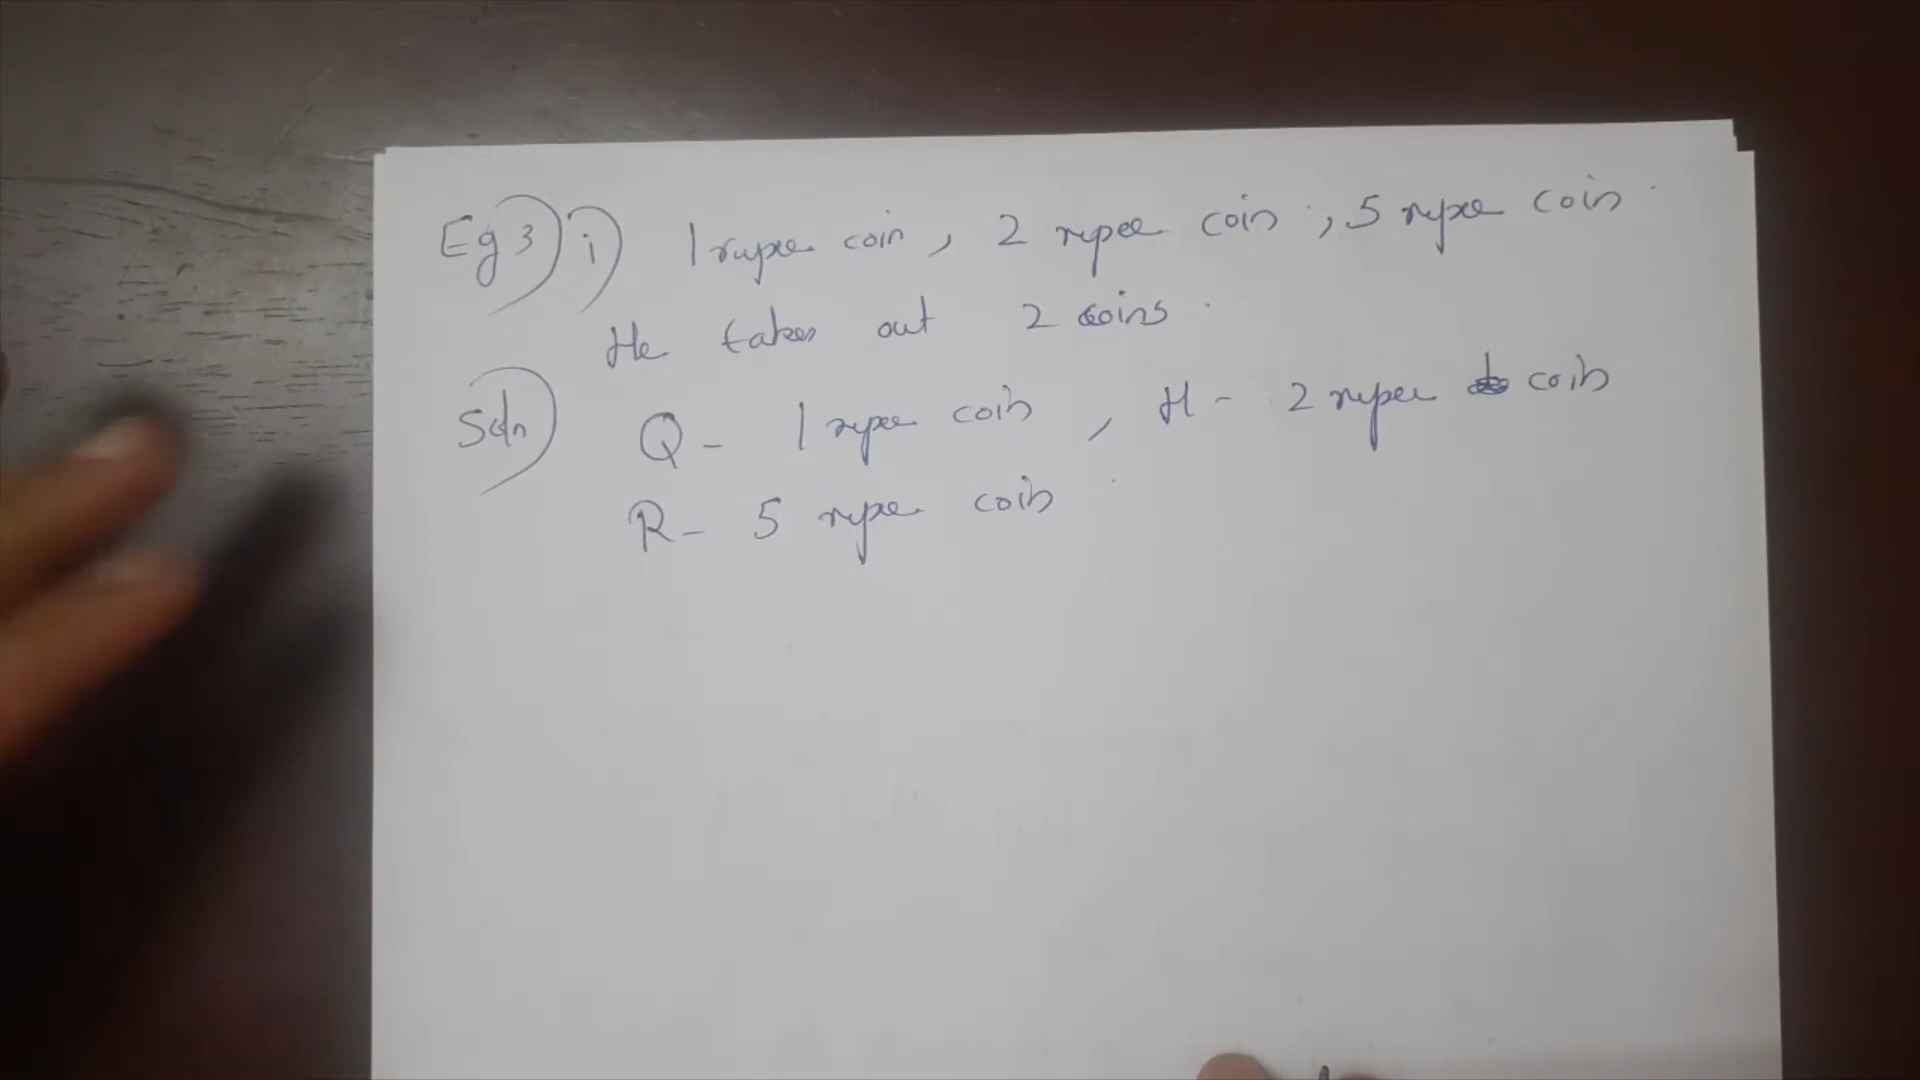 Eg 3) i) 1 rupee coin, 2 rupee coin, 5 rupee coin.
He takes out 2 coins.
Soln) Q - 1 rupee coin, H - 2 rupee coin
R - 5 rupee coin.